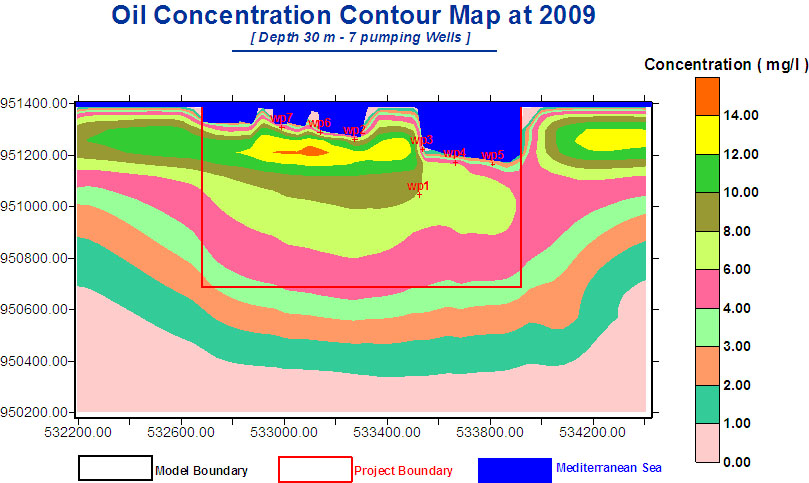 Oil Concentration Contour Map at 2009
[ Depth 30 m - 7 pumping Wells ]
Concentration ( mg/l )
14.00
12.00
10.00
8.00
6.00
4.00
3.00
2.00
1.00
0.00
951400.00
951200.00
951000.00
950800.00
950600.00
950400.00
950200.00
wp7
wp6
wp2
wp3
wp4
wp5
wp1
532200.00 532600.00 533000.00 533400.00 533800.00 534200.00
Model Boundary Project Boundary Mediterranean Sea